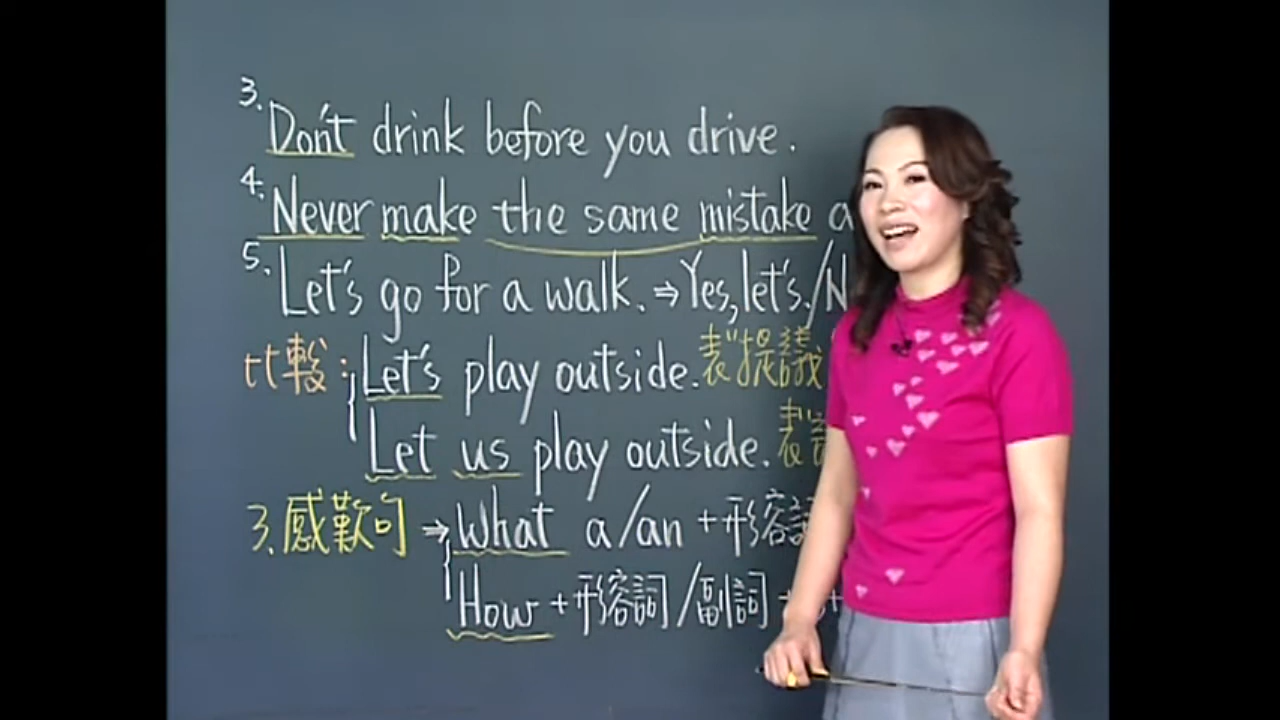 3. Don't drink before you drive.
4. Never make the same mistake a
5. Let's go for a walk. ⇒ Yes, let's. / N
比較: Let's play outside. 表"提議
Let us play outside. 表"
3. 感歎句 ⇒ What a/an + 形容詞
How + 形容詞/副詞 +